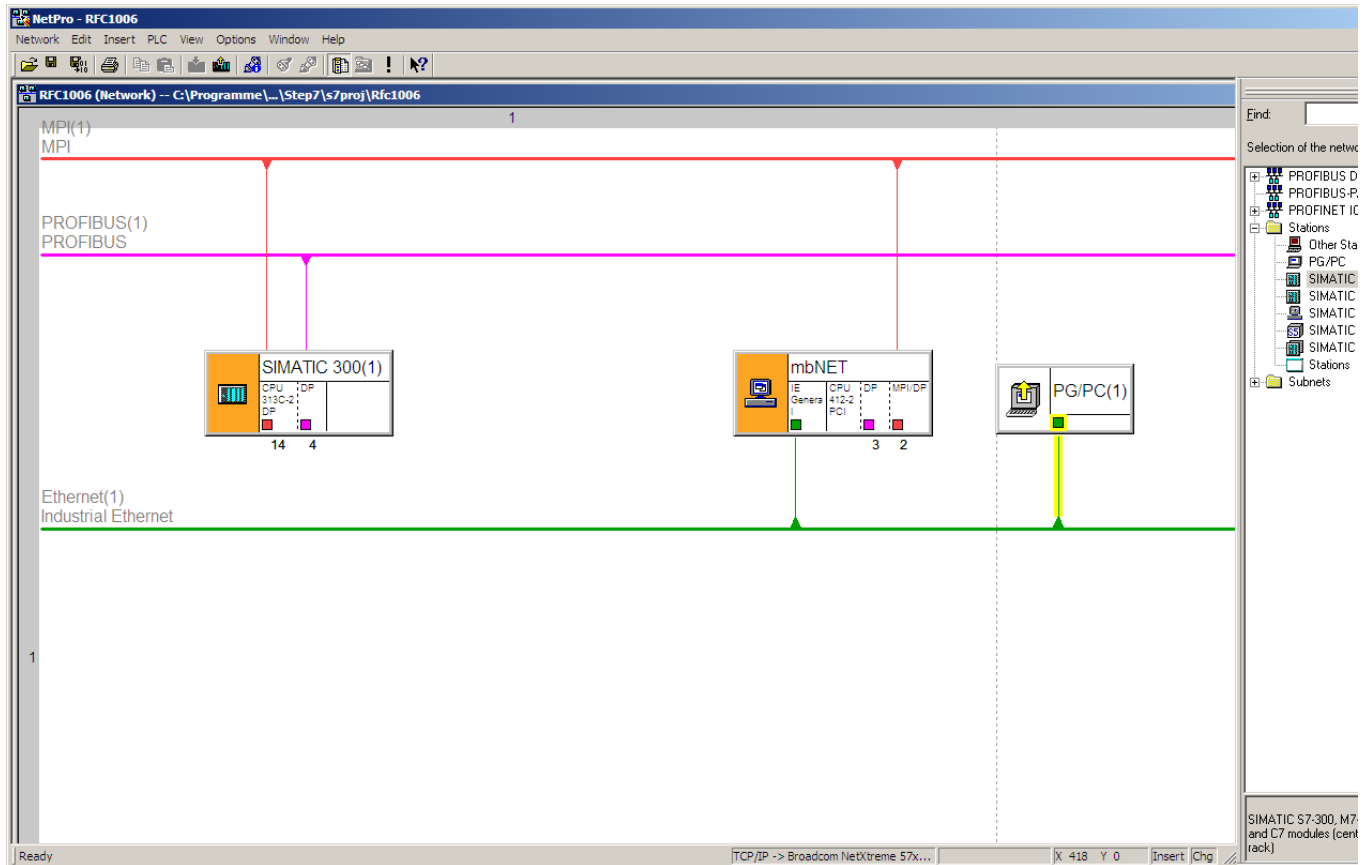 NetPro - RFC1006
Network Edit Insert PLC View Options Window Help
RFC1006 (Network) -- C:\Programme\...\Step7\s7proj\Rfc1006
1
MPI(1)
MPI
PROFIBUS(1)
PROFIBUS
SIMATIC 300(1)
CPU DP
313C-2
DP
14 4
mbNET
IE CPU DP MPI/DP
Genera 412-2
l PCI
3 2
PG/PC(1)
Ethernet(1)
Industrial Ethernet
1
Find:
Selection of the netwo
PROFIBUS D
PROFIBUS-P
PROFINET IO
Stations
Other Sta
PG/PC
SIMATIC
SIMATIC
SIMATIC
S5 SIMATIC
SIMATIC
Stations
Subnets
SIMATIC S7-300, M7-
and C7 modules (cent
rack)
Ready
TCP/IP -> Broadcom NetXtreme 57x...
X 418 Y 0
Insert
Chg